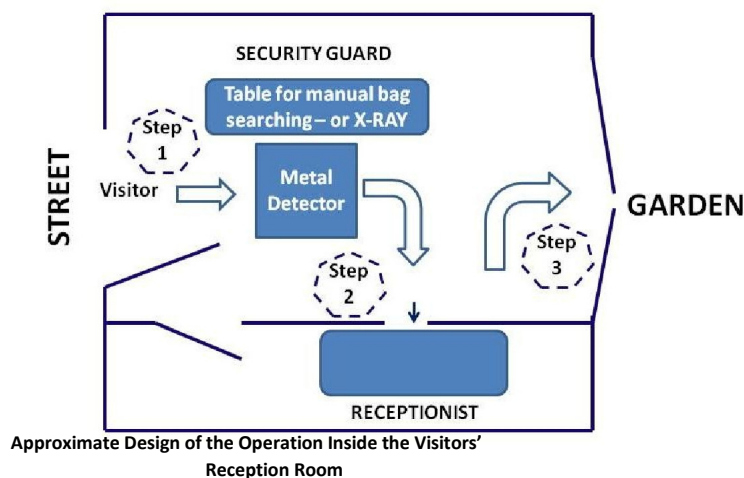 SECURITY GUARD
Table for manual bag
searching – or X-RAY
Step
1
STREET
Visitor
Metal
Detector
GARDEN
Step
2
Step
3
RECEPTIONIST
Approximate Design of the Operation Inside the Visitors’
Reception Room